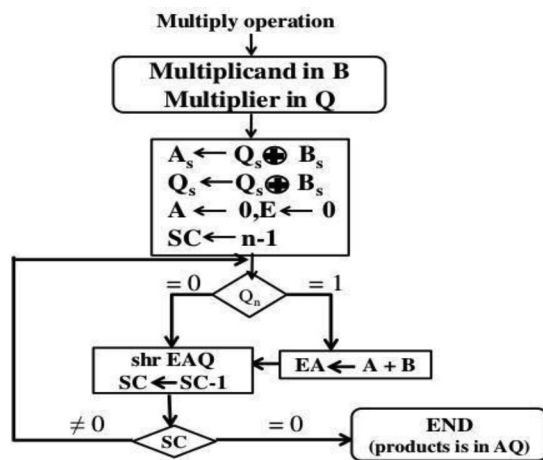 Multiply operation
Multiplicand in B
Multiplier in Q
Aₛ ← Qₛ ⊕ Bₛ
Qₛ ← Qₛ ⊕ Bₛ
A ← 0,E ← 0
SC ← n-1
= 0
Qₙ
= 1
shr EAQ
SC ← SC-1
EA ← A + B
≠ 0
SC
= 0
END
(products is in AQ)